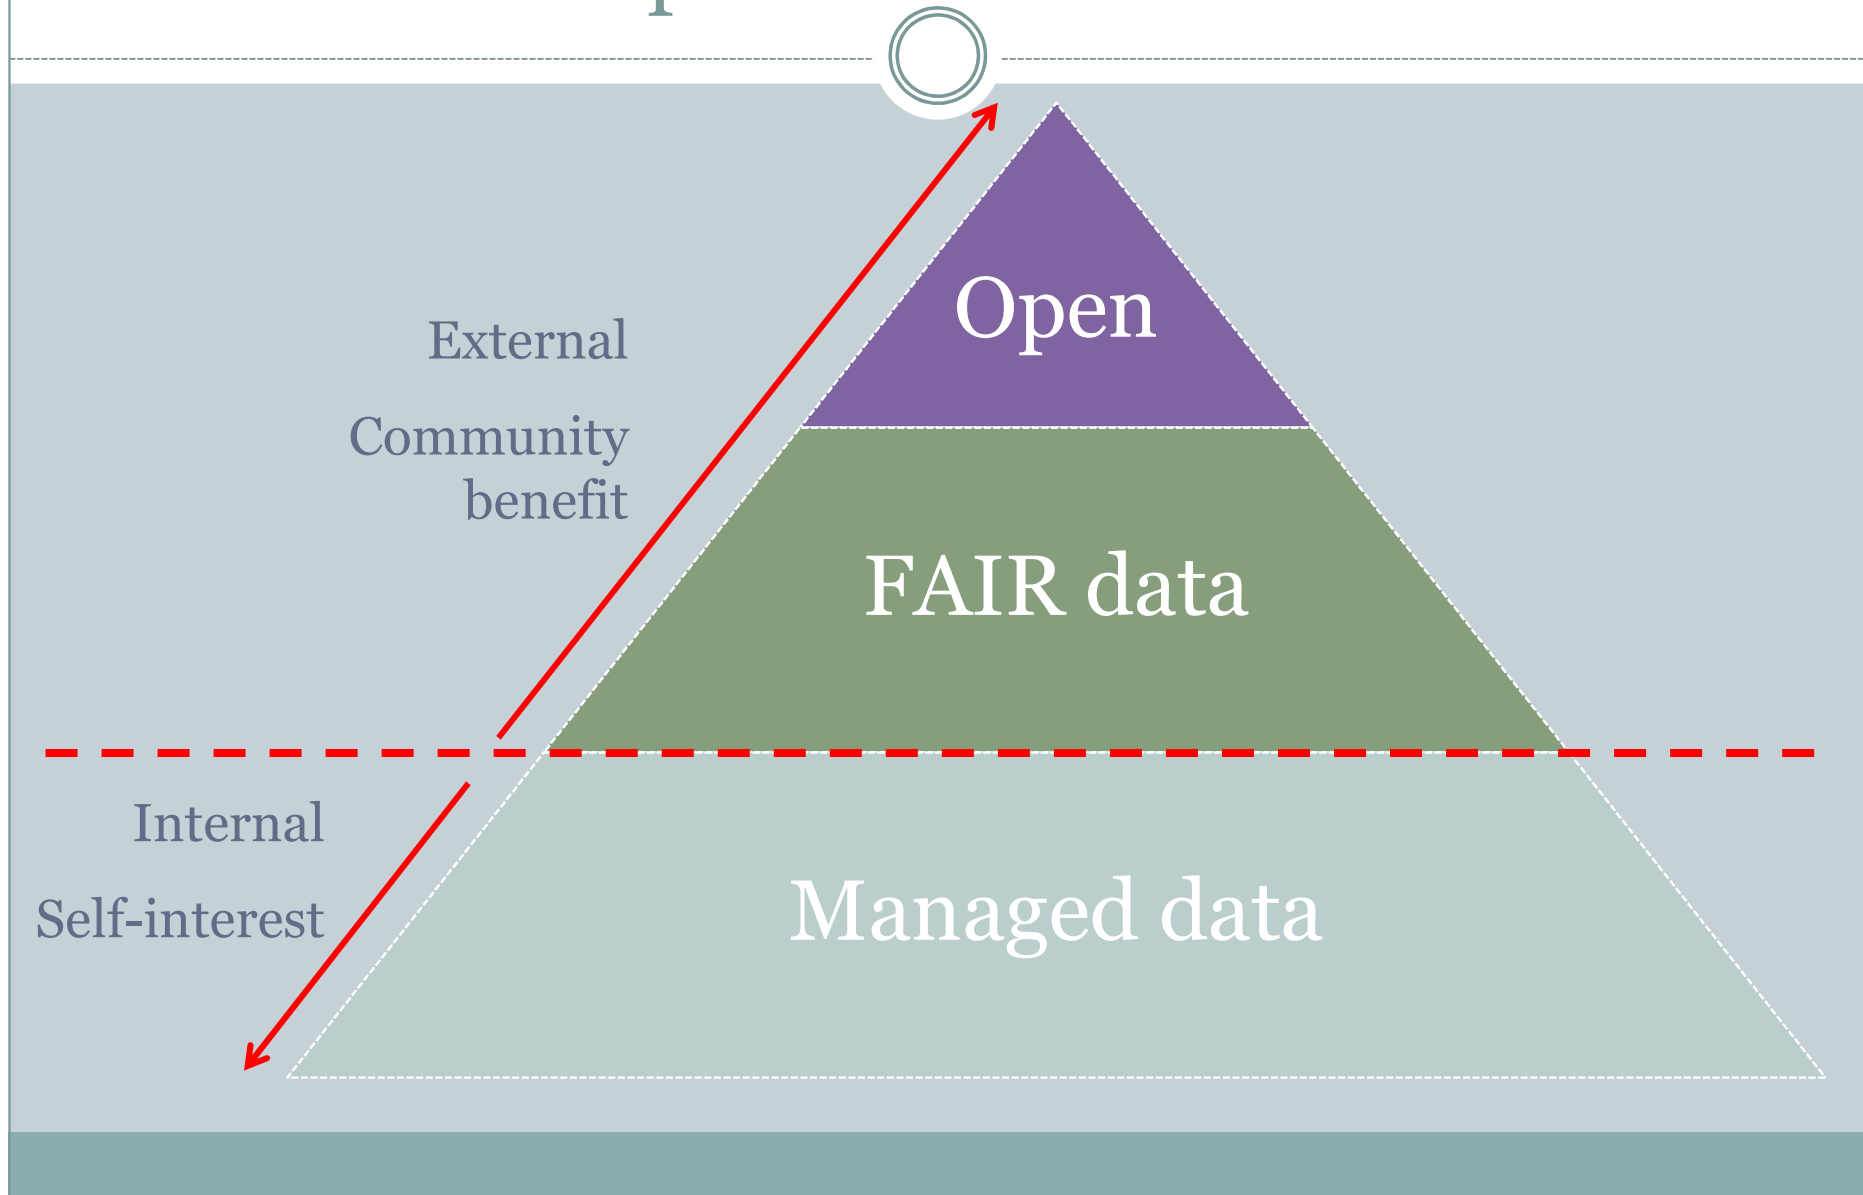 Open
External
Community
benefit
FAIR data
Internal
Self-interest
Managed data